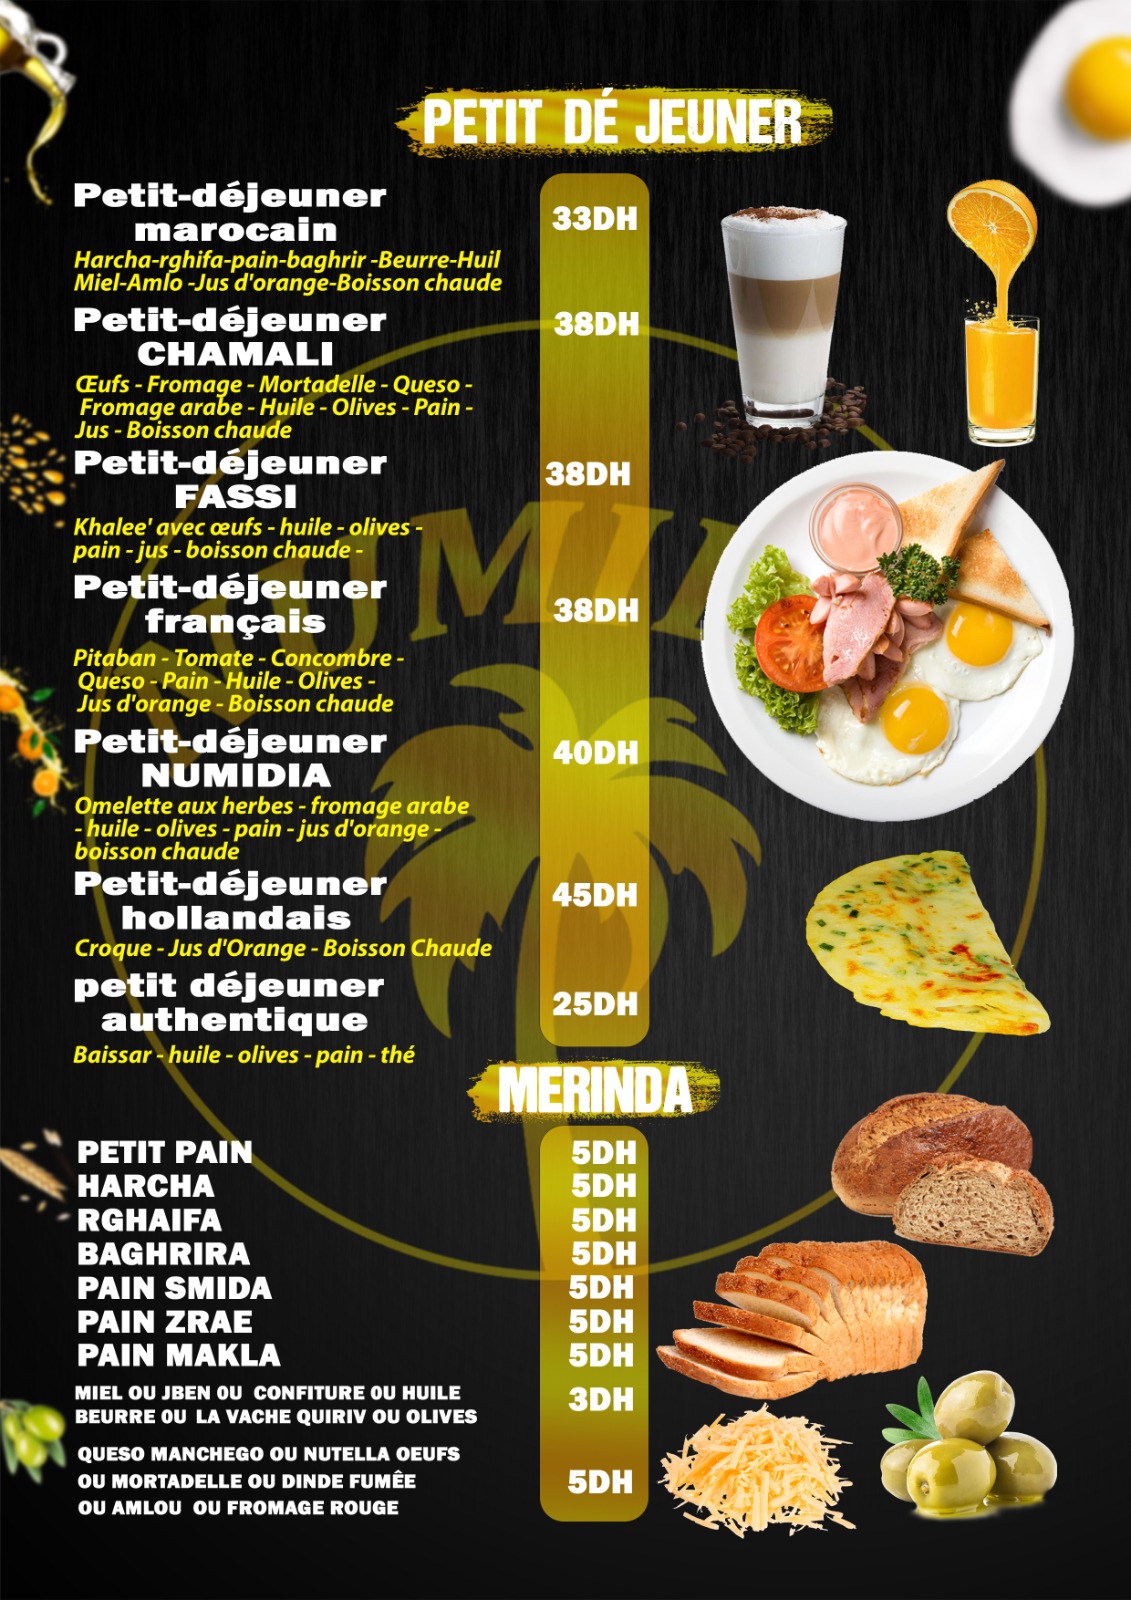 PETIT DÉ JEUNER
Petit-déjeuner
marocain
33DH
Harcha-rghifa-pain-baghrir -Beurre-Huil
Miel-Amlo -Jus d'orange-Boisson chaude
Petit-déjeuner
CHAMALI
38DH
Œufs - Fromage - Mortadelle - Queso -
Fromage arabe - Huile - Olives - Pain -
Jus - Boisson chaude
Petit-déjeuner
FASSI
38DH
Khalee' avec œufs - huile - olives -
pain - jus - boisson chaude -
Petit-déjeuner
français
38DH
Pitaban - Tomate - Concombre -
Queso - Pain - Huile - Olives -
Jus d'orange - Boisson chaude
Petit-déjeuner
NUMIDIA
40DH
Omelette aux herbes - fromage arabe
- huile - olives - pain - jus d'orange -
boisson chaude
Petit-déjeuner
hollandais
45DH
Croque - Jus d'Orange - Boisson Chaude
petit déjeuner
authentique
25DH
Baissar - huile - olives - pain - thé
MERINDA
PETIT PAIN 5DH
HARCHA 5DH
RGHAIFA 5DH
BAGHRIRA 5DH
PAIN SMIDA 5DH
PAIN ZRAE 5DH
PAIN MAKLA 5DH
MIEL OU JBEN 0U CONFITURE 0U HUILE
BEURRE 0U LA VACHE QUIRIV OU OLIVES
3DH
QUESO MANCHEGO OU NUTELLA OEUFS
OU MORTADELLE OU DINDE FUMÊE
OU AMLOU OU FROMAGE ROUGE
5DH